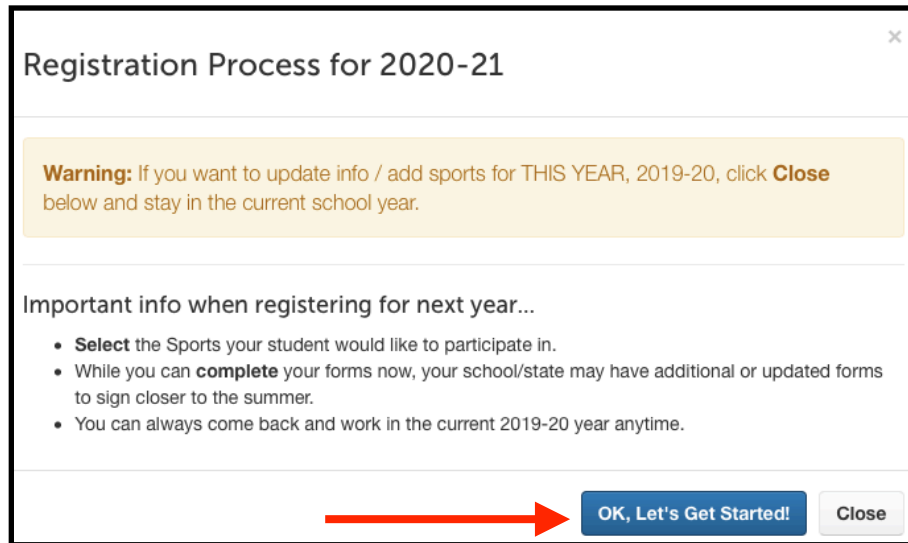 ×
Registration Process for 2020-21
Warning: If you want to update info / add sports for THIS YEAR, 2019-20, click Close
below and stay in the current school year.
Important info when registering for next year...
• Select the Sports your student would like to participate in.
• While you can complete your forms now, your school/state may have additional or updated forms
to sign closer to the summer.
• You can always come back and work in the current 2019-20 year anytime.
OK, Let's Get Started! Close